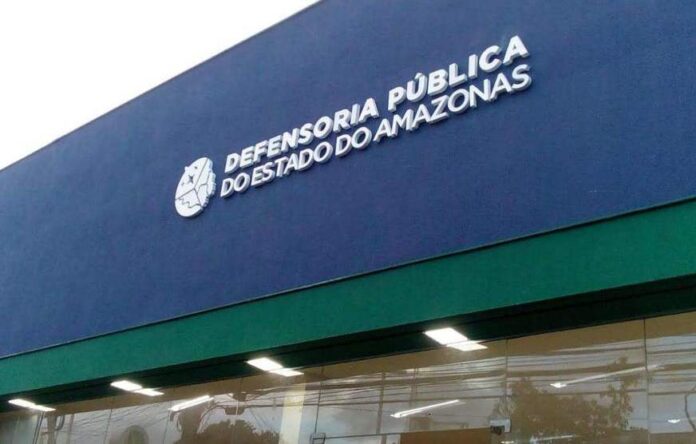 DEFENSORIA PÚBLICA
DO ESTADO DO AMAZONAS